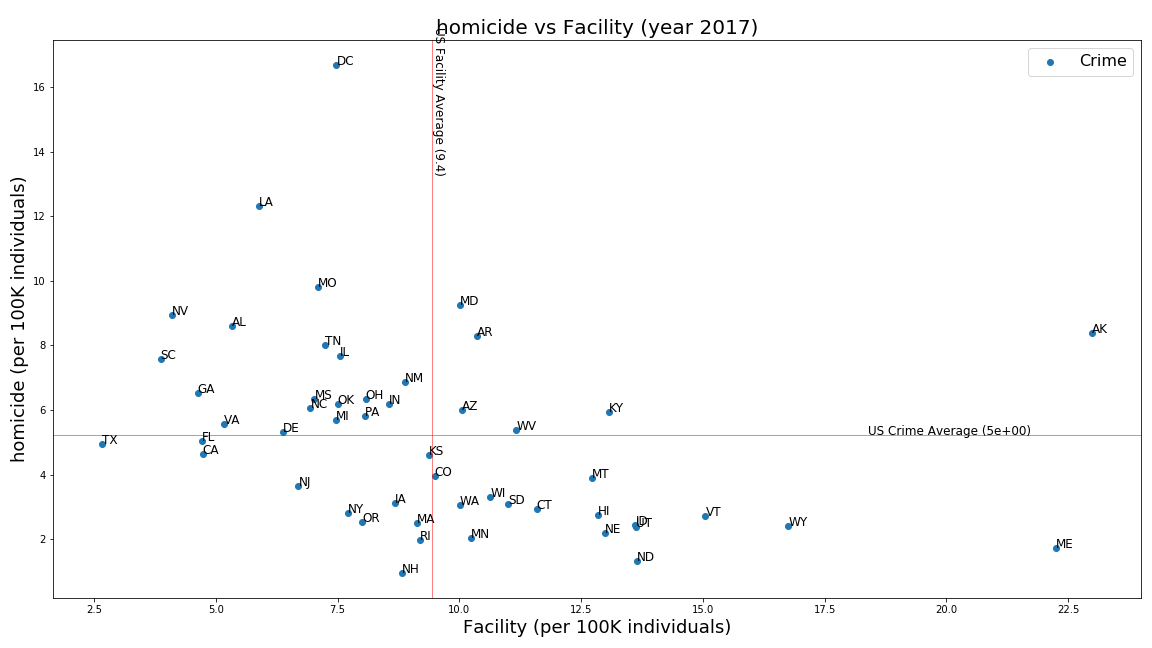 homicide vs Facility (year 2017)
US Facility Average (9.4)
Crime
DC
LA
MO
NV
AL
MD
AR
AK
SC
TN
IL
NM
GA
MS
NC
OK
OH
IN
MI
PA
AZ
KY
VA
DE
WV
US Crime Average (5e+00)
TX
FL
CA
KS
CO
MT
NJ
IA
WA
WI
SD
CT
NY
OR
MA
RI
MN
HI
NE
ID
UT
VT
WY
ND
ME
NH
16
14
12
10
8
6
4
2
homicide (per 100K individuals)
2.5 5.0 7.5 10.0 12.5 15.0 17.5 20.0 22.5
Facility (per 100K individuals)